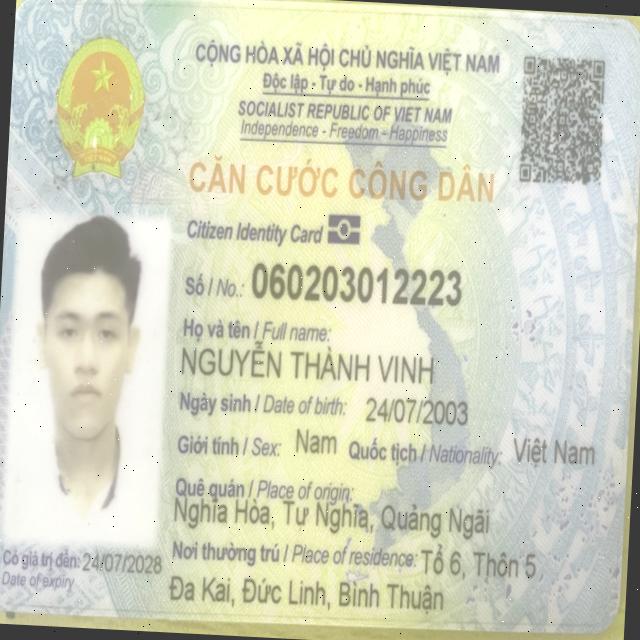 CỘNG HÒA XÃ HỘI CHỦ NGHĨA VIỆT NAM
Độc lập - Tự do - Hạnh phúc
SOCIALIST REPUBLIC OF VIET NAM
Independence - Freedom - Happiness
CĂN CƯỚC CÔNG DÂN
Citizen Identity Card
Số / No.: 060203012223
Họ và tên / Full name:
NGUYỄN THÀNH VINH
Ngày sinh / Date of birth: 24/07/2003
Giới tính / Sex: Nam Quốc tịch / Nationality: Việt Nam
Quê quán / Place of origin:
Nghĩa Hòa, Tư Nghĩa, Quảng Ngãi
Nơi thường trú / Place of residence: Tổ 6, Thôn 5
Đa Kai, Đức Linh, Bình Thuận
Có giá trị đến: 24/07/2028
Date of expiry